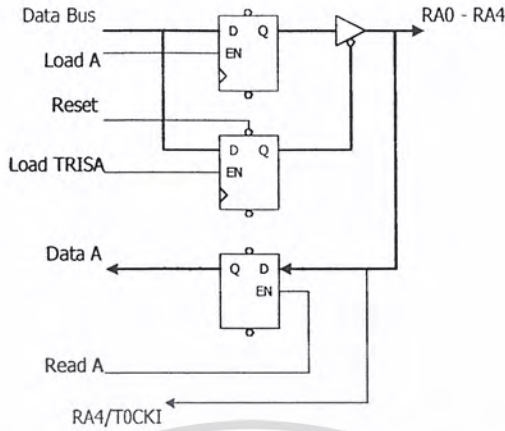 Data Bus
D Q
RA0 - RA4
EN
Load A
Reset
D Q
Load TRISA
EN
Data A
Q D
EN
Read A
RA4/T0CKI